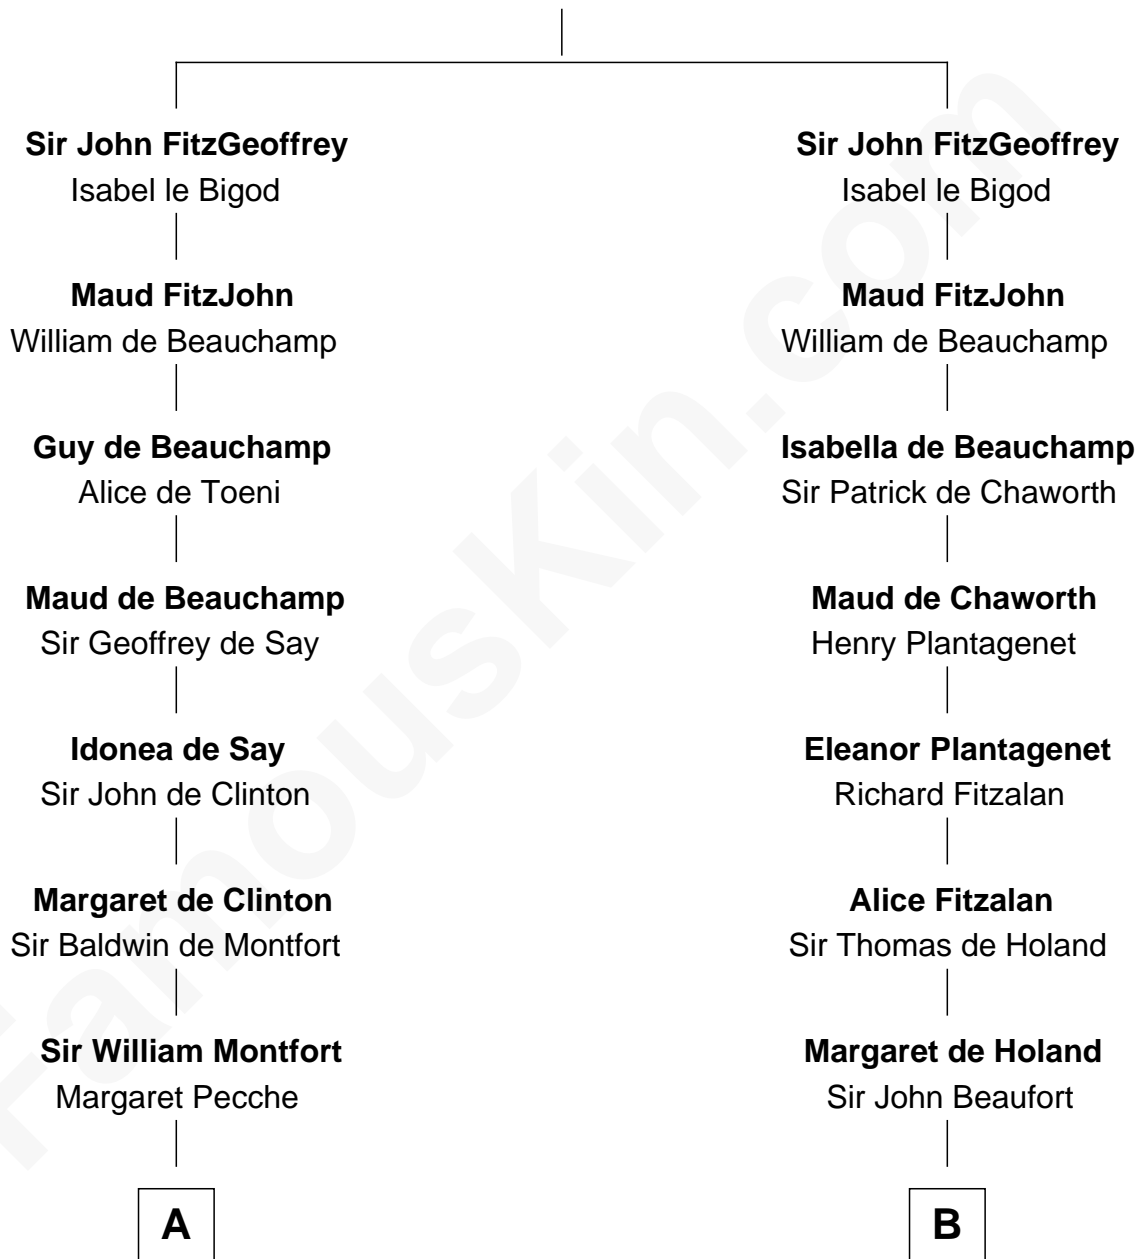 Sir John FitzGeoffrey
Isabel le Bigod
Maud FitzJohn
William de Beauchamp
Guy de Beauchamp
Alice de Toeni
Maud de Beauchamp
Sir Geoffrey de Say
Idonea de Say
Sir John de Clinton
Margaret de Clinton
Sir Baldwin de Montfort
Sir William Montfort
Margaret Pecche
A
Sir John FitzGeoffrey
Isabel le Bigod
Maud FitzJohn
William de Beauchamp
Isabella de Beauchamp
Sir Patrick de Chaworth
Maud de Chaworth
Henry Plantagenet
Eleanor Plantagenet
Richard Fitzalan
Alice Fitzalan
Sir Thomas de Holand
Margaret de Holand
Sir John Beaufort
B
FamousKin.com